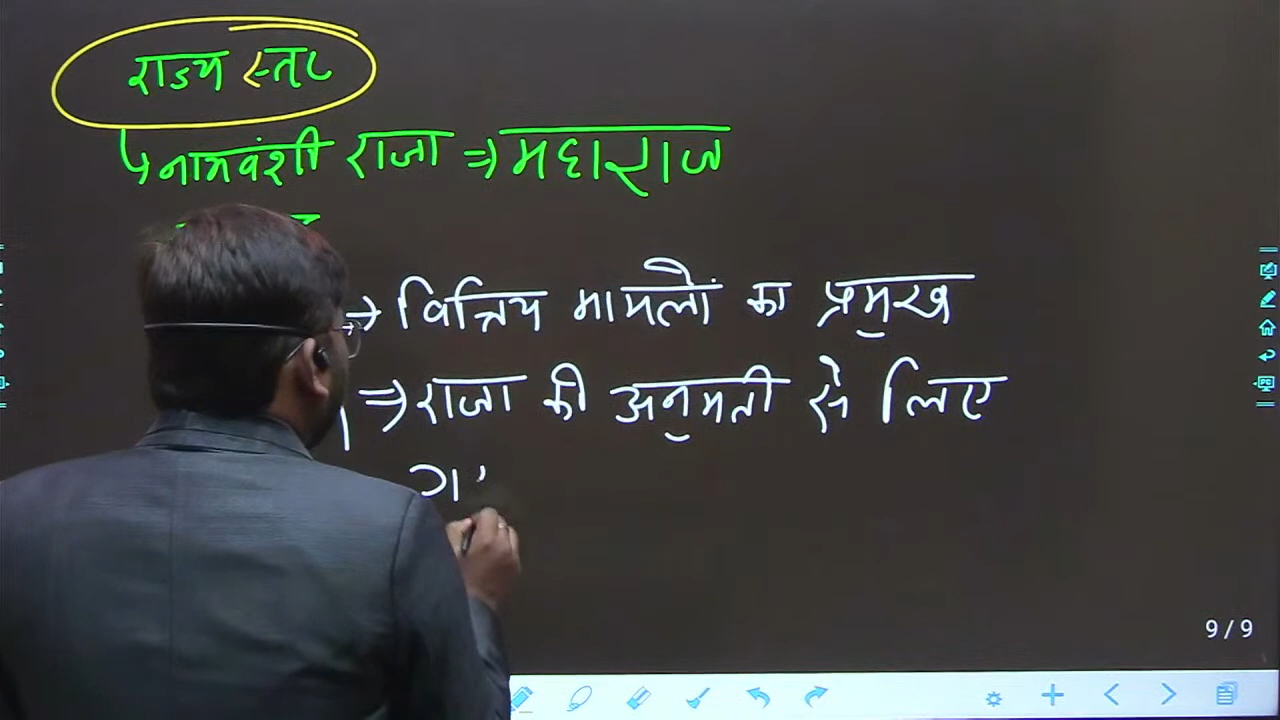 राज्य स्तर
↳ नागवंशी राजा ⇒ महाराज
→ वित्तिय मामलों का प्रमुख
⇒ राजा की अनुमती से लिए
9 / 9